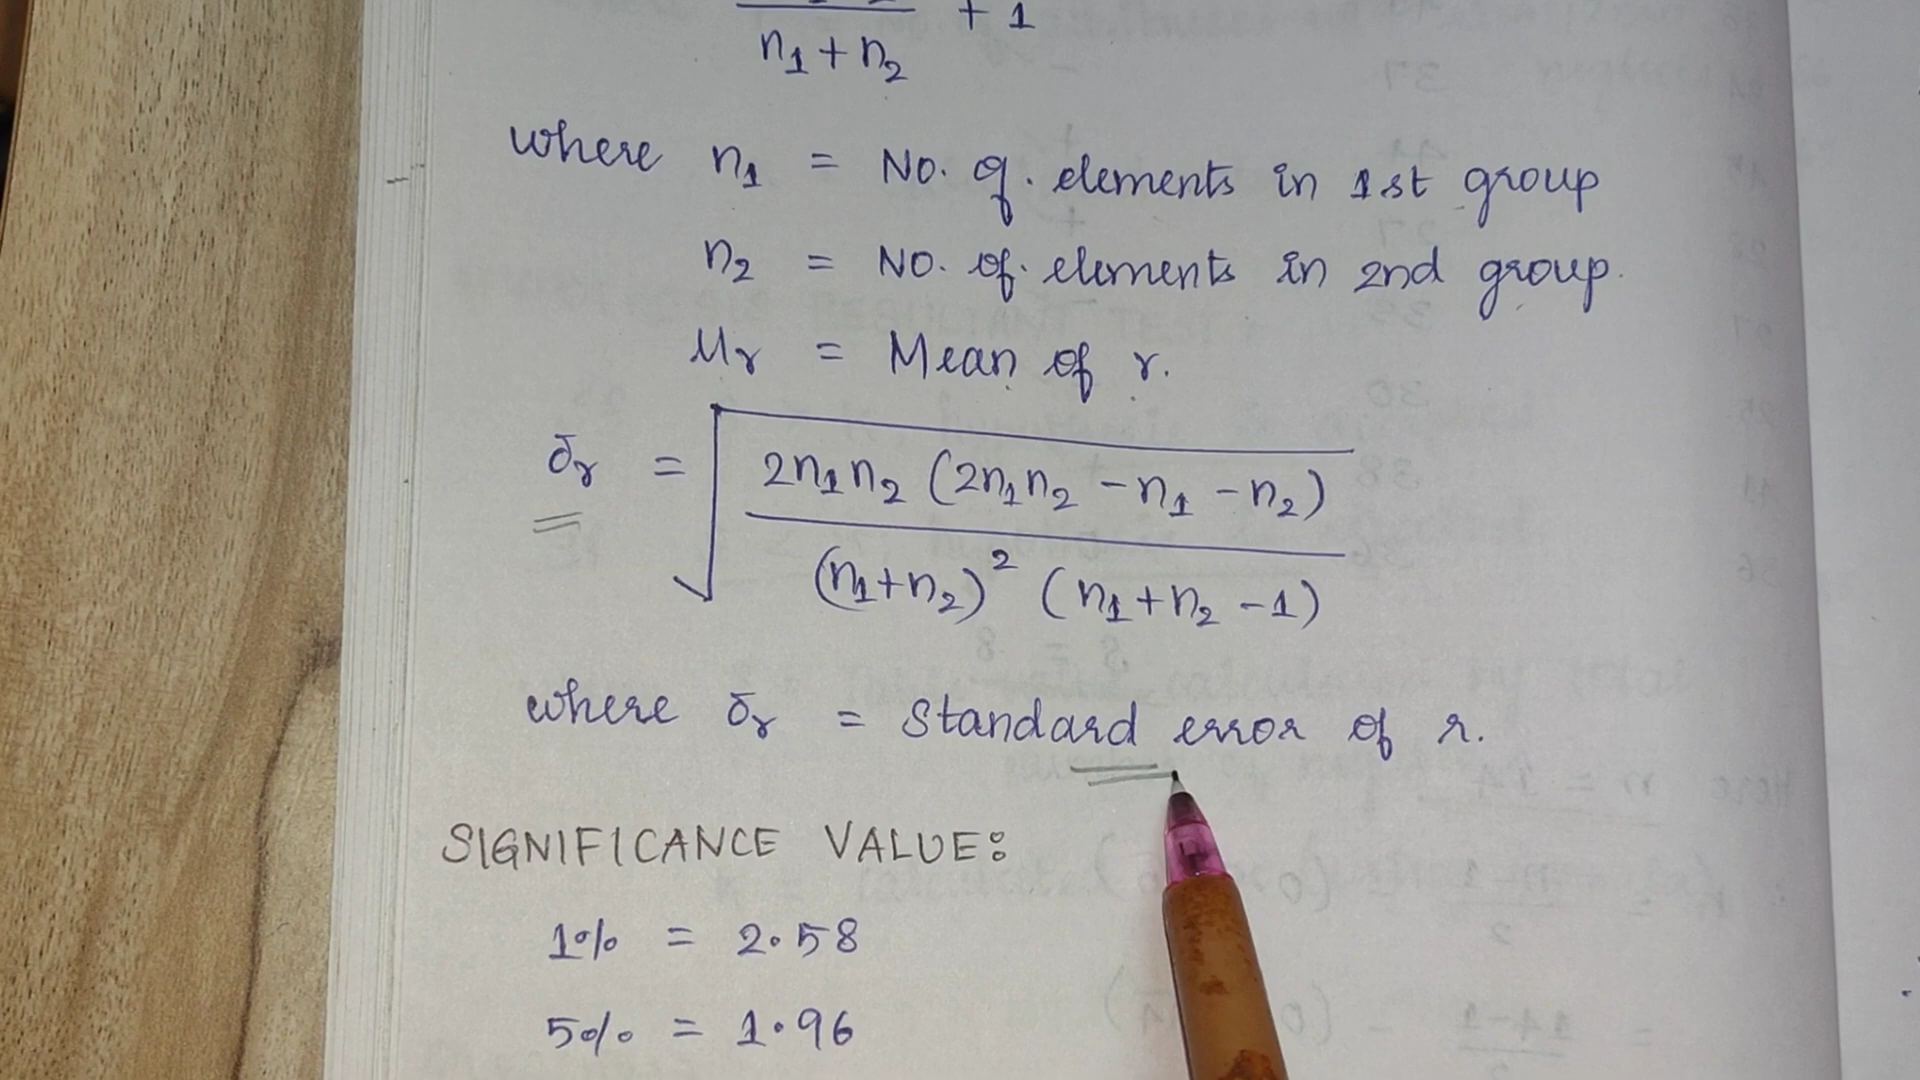 n1 + n2 + 1
where n1 = No. of. elements in 1st group
n2 = No. of. elements in 2nd group.
μr = Mean of r.
σr = √ 2n1n2 (2n1n2 - n1 - n2)
(n1+n2)² (n1+n2 -1)
where σr = standard error of r.
SIGNIFICANCE VALUE:
1% = 2.58
5% = 1.96